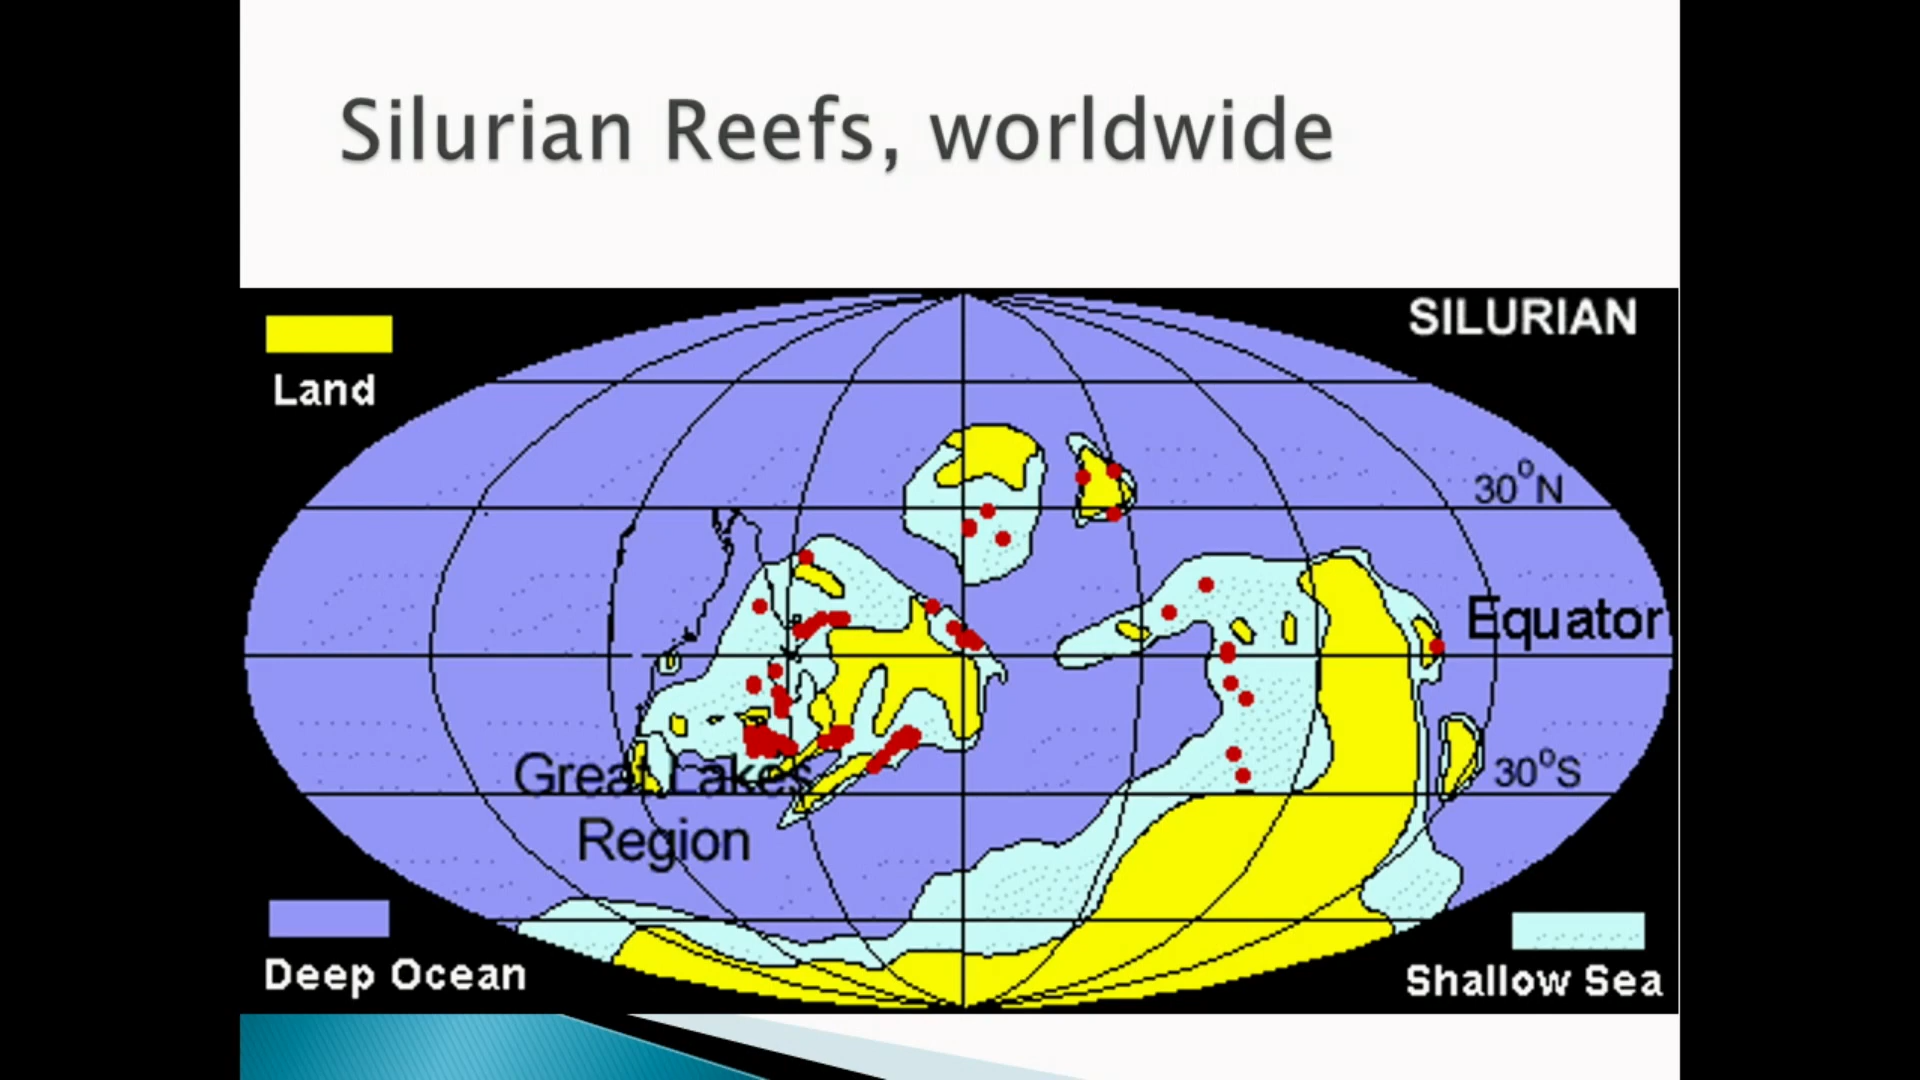 Silurian Reefs, worldwide
SILURIAN
Land
30°N
Equator
30°S
Great Lakes
Region
Deep Ocean
Shallow Sea